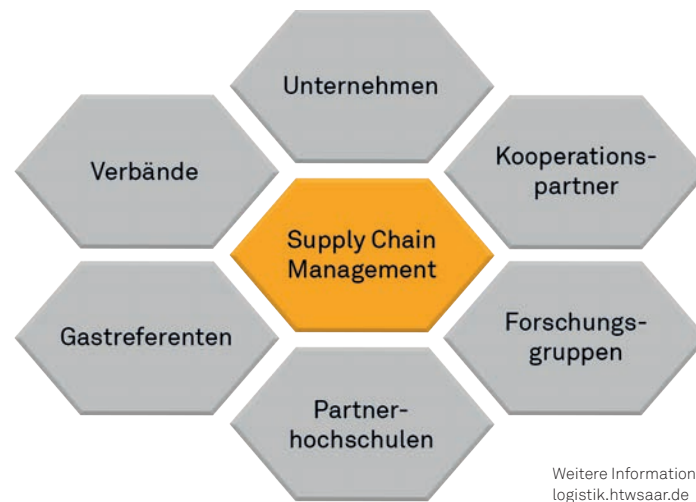 Unternehmen
Verbände
Kooperations-
partner
Supply Chain
Management
Gastreferenten
Forschungs-
gruppen
Partner-
hochschulen
Weitere Information
logistik.htwsaar.de